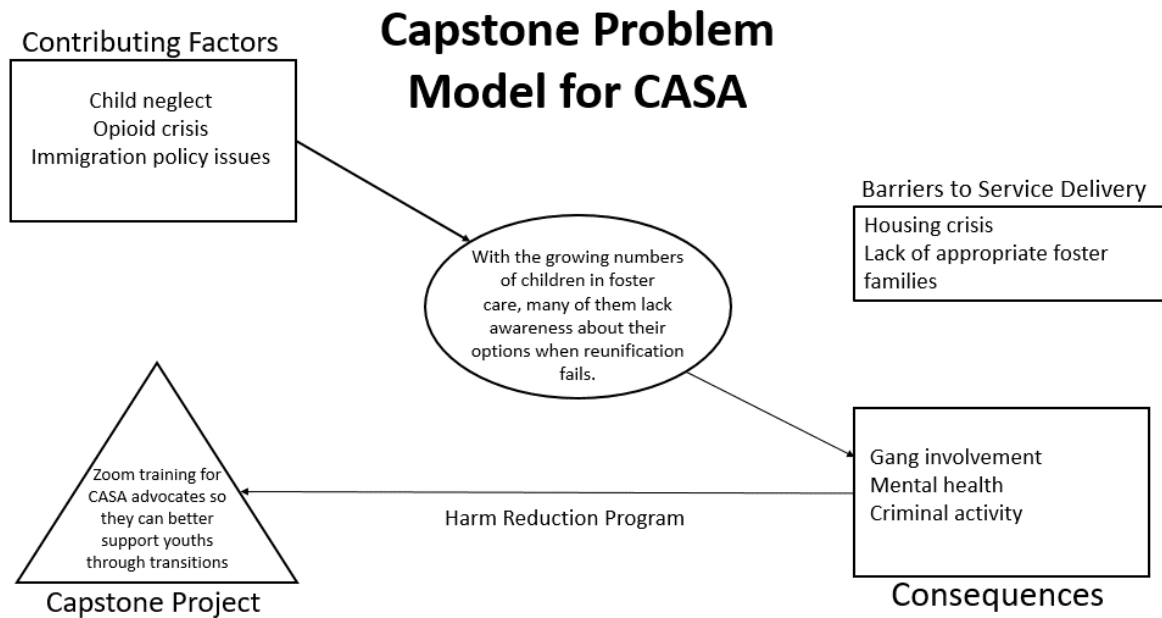 Capstone Problem
Model for CASA
Contributing Factors
Child neglect
Opioid crisis
Immigration policy issues
With the growing numbers
of children in foster
care, many of them lack
awareness about their
options when reunification
fails.
Barriers to Service Delivery
Housing crisis
Lack of appropriate foster
families
Gang involvement
Mental health
Criminal activity
Consequences
Harm Reduction Program
Zoom training for
CASA advocates so
they can better
support youths
through transitions
Capstone Project